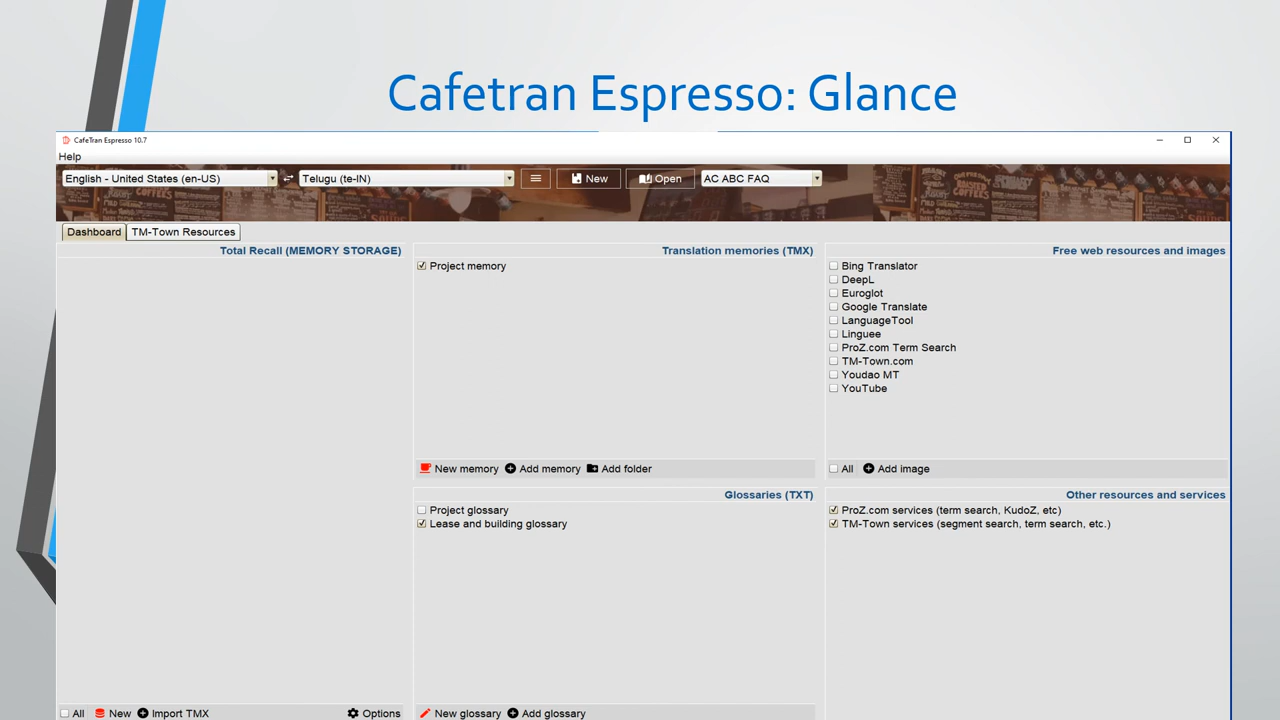 Cafetran Espresso: Glance
CafeTran Espresso 10.7
Help
English - United States (en-US)
Telugu (te-IN)
New
Open
AC ABC FAQ
Dashboard
TM-Town Resources
Total Recall (MEMORY STORAGE)
All
New
Import TMX
Options
Translation memories (TMX)
Project memory
New memory
Add memory
Add folder
Glossaries (TXT)
Project glossary
Lease and building glossary
New glossary
Add glossary
Free web resources and images
Bing Translator
DeepL
Euroglot
Google Translate
LanguageTool
Linguee
ProZ.com Term Search
TM-Town.com
Youdao MT
YouTube
All
Add image
Other resources and services
ProZ.com services (term search, KudoZ, etc)
TM-Town services (segment search, term search, etc.)